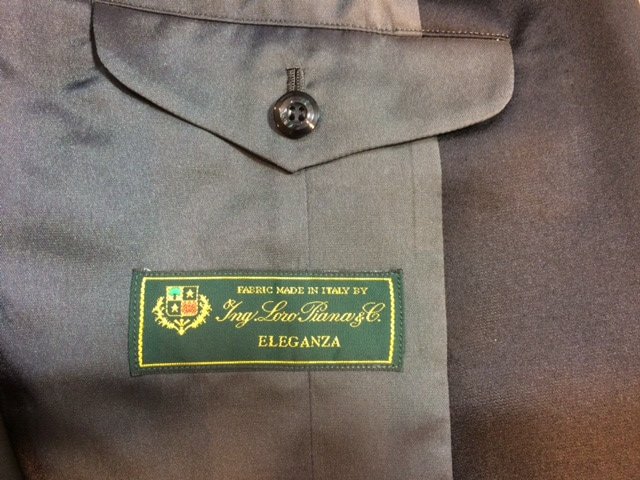 FABRIC MADE IN ITALY BY
Ing. Loro Piana & C.
ELEGANZA